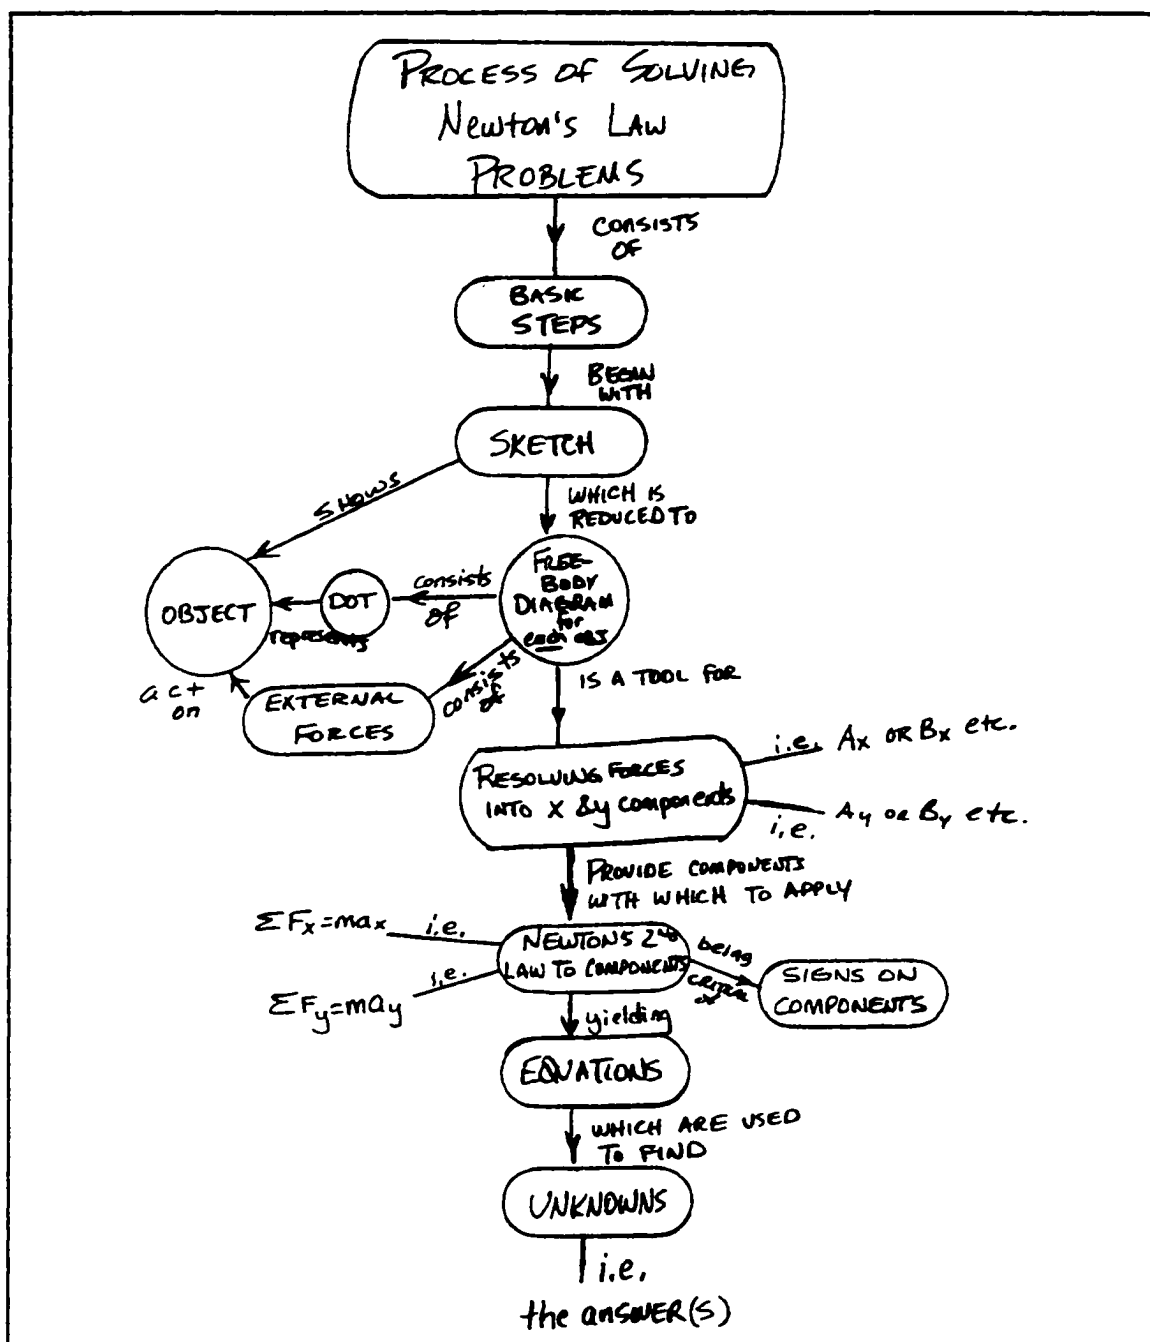 PROCESS OF SOLVING
Newton's LAW
PROBLEMS
CONSISTS
OF
BASIC
STEPS
BEGIN
WITH
SKETCH
SHOWS
WHICH IS
REDUCED TO
FREE-
BODY
DIAGRAM
for
each OBJ
consists
of
DOT
represents
OBJECT
consists
of
EXTERNAL
FORCES
act
on
IS A TOOL FOR
RESOLVING FORCES
INTO X & y components
i.e. Ax OR Bx etc.
i.e. Ay OR By etc.
PROVIDE COMPONENTS
WITH WHICH TO APPLY
NEWTONS 2nd
LAW TO COMPONENTS
i.e. ΣFx=max
i.e. ΣFy=may
being
critical
SIGNS ON
COMPONENTS
yielding
EQUATIONS
WHICH ARE USED
TO FIND
UNKNOWNS
i.e.
the answer(s)